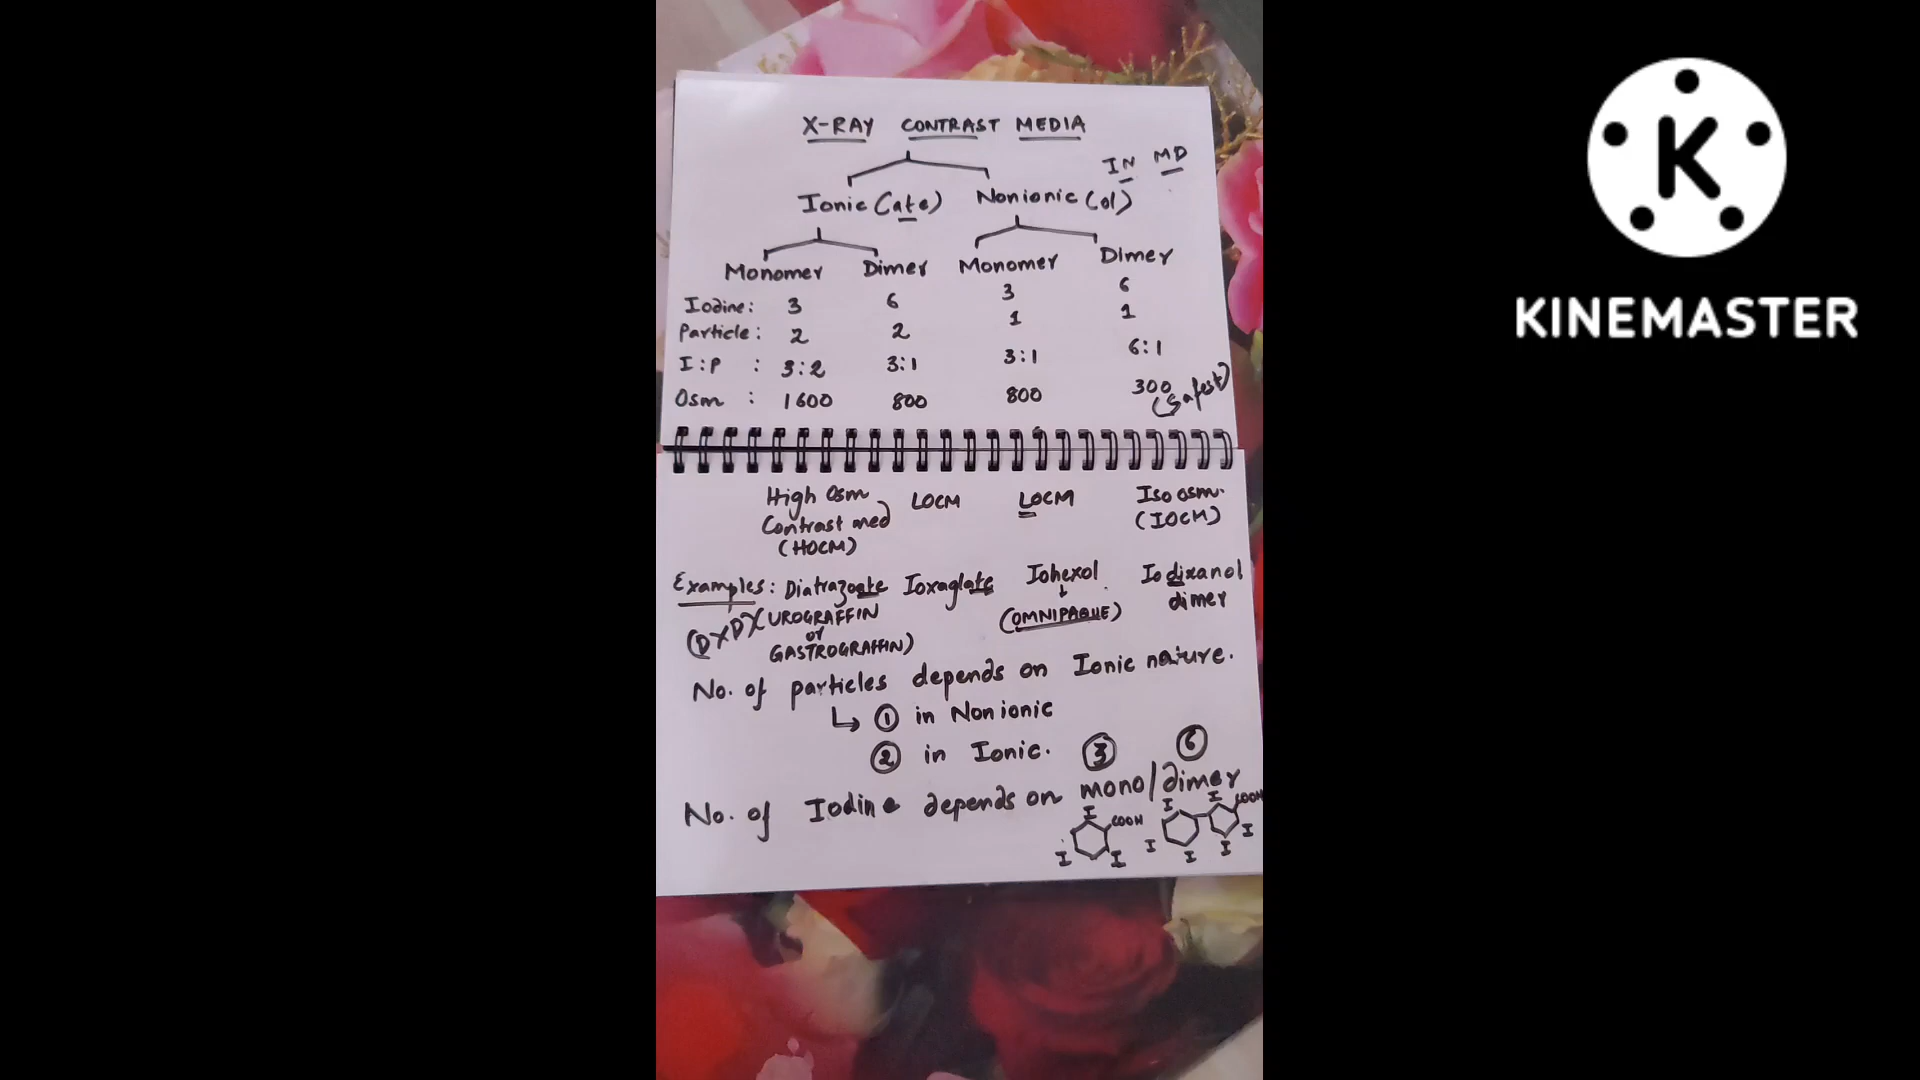 X-RAY CONTRAST MEDIA
IN MD
Ionic (ate) Nonionic (ol)
Monomer Dimer Monomer Dimer
Iodine: 3 6 3 6
Particle: 2 2 1 1
I:P : 3:2 3:1 3:1 6:1
Osm : 1600 800 800 300 (Safest)
High Osm LOCM LOCM Iso osm.
Contrast med (IOCM)
(HOCM)
Examples: Diatrazoate Ioxaglate Iohexol Iodixanol
UROGRAFFIN (OMNIPAQUE) dimer
or
GASTROGRAFFIN)
No. of particles depends on Ionic nature.
① in Nonionic
② in Ionic. ③ ⑥
No. of Iodine depends on mono/dimer
I COOH I I COOH
I I I I I I
KINEMASTER
K